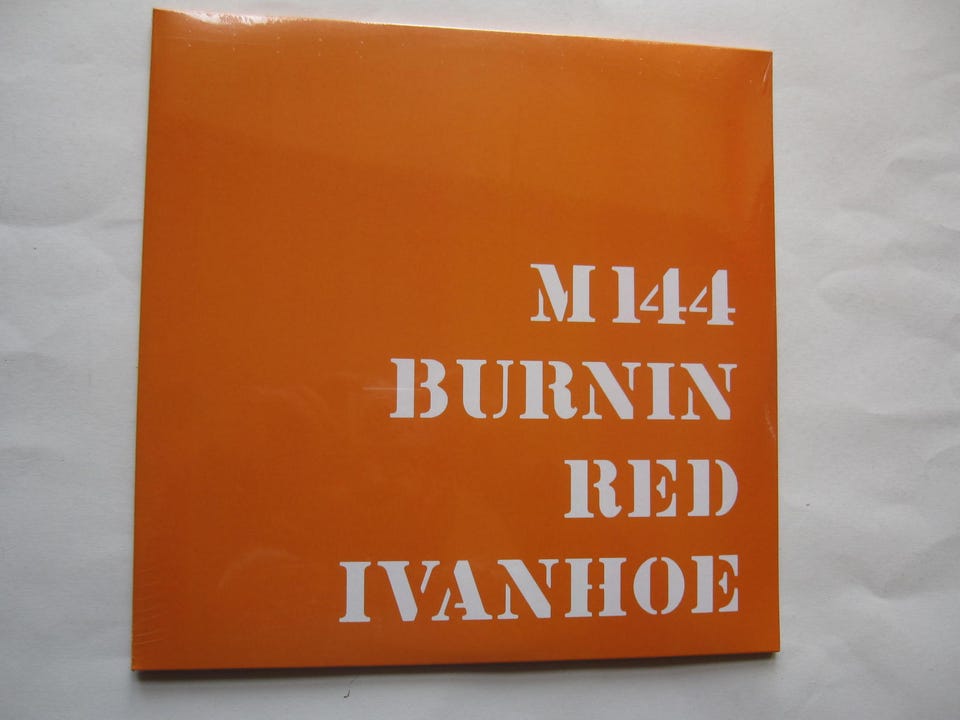 M144
BURNIN
RED
IVANHOE